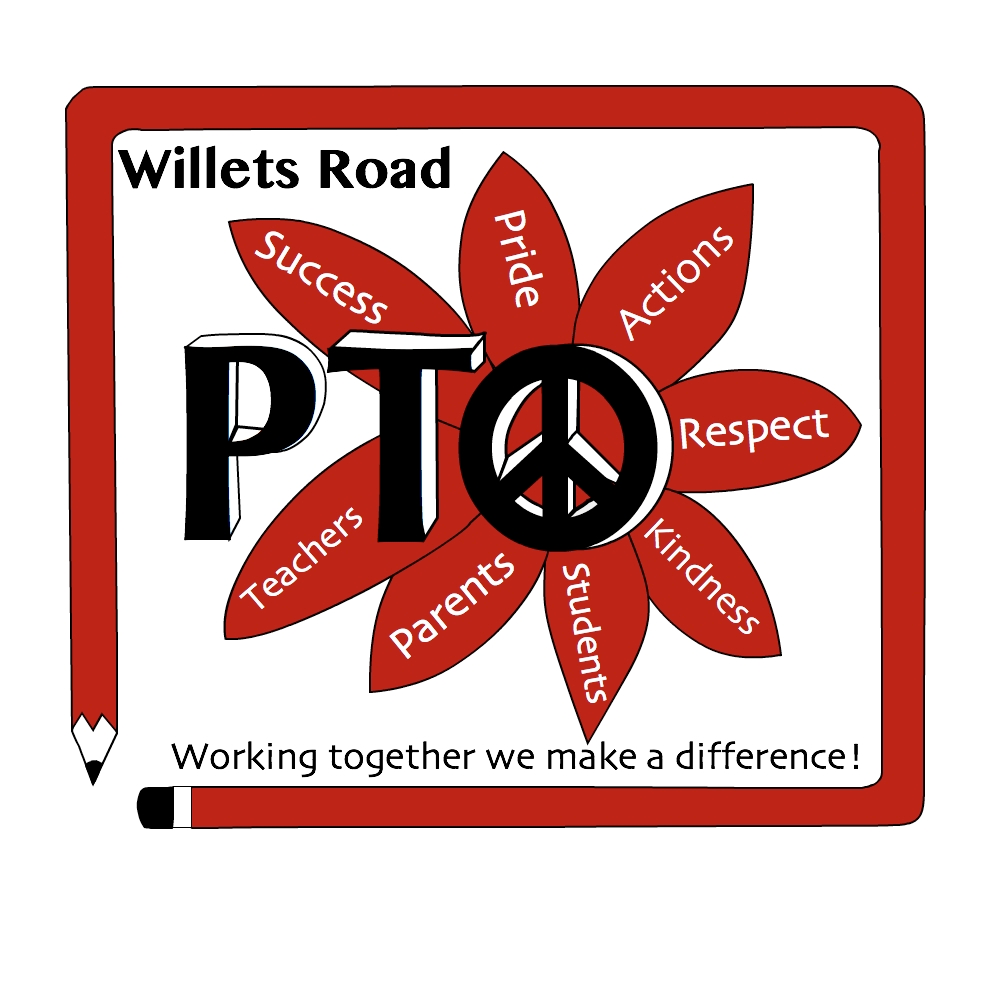 Willets Road
Success
Pride
Actions
Respect
Kindness
Students
Parents
Teachers
PTO
Working together we make a difference!